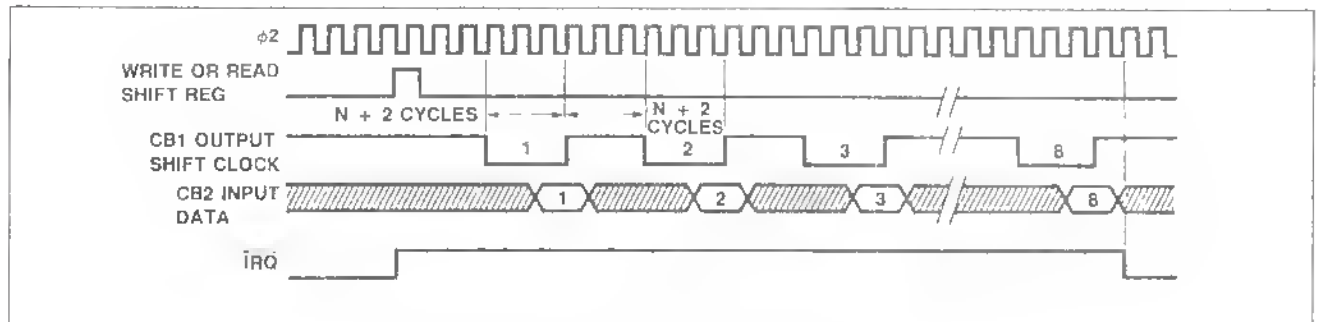 φ2
WRITE OR READ
SHIFT REG
N + 2 CYCLES
N + 2
CYCLES
CB1 OUTPUT
SHIFT CLOCK
1
2
3
8
CB2 INPUT
DATA
1
2
3
8
IRQ